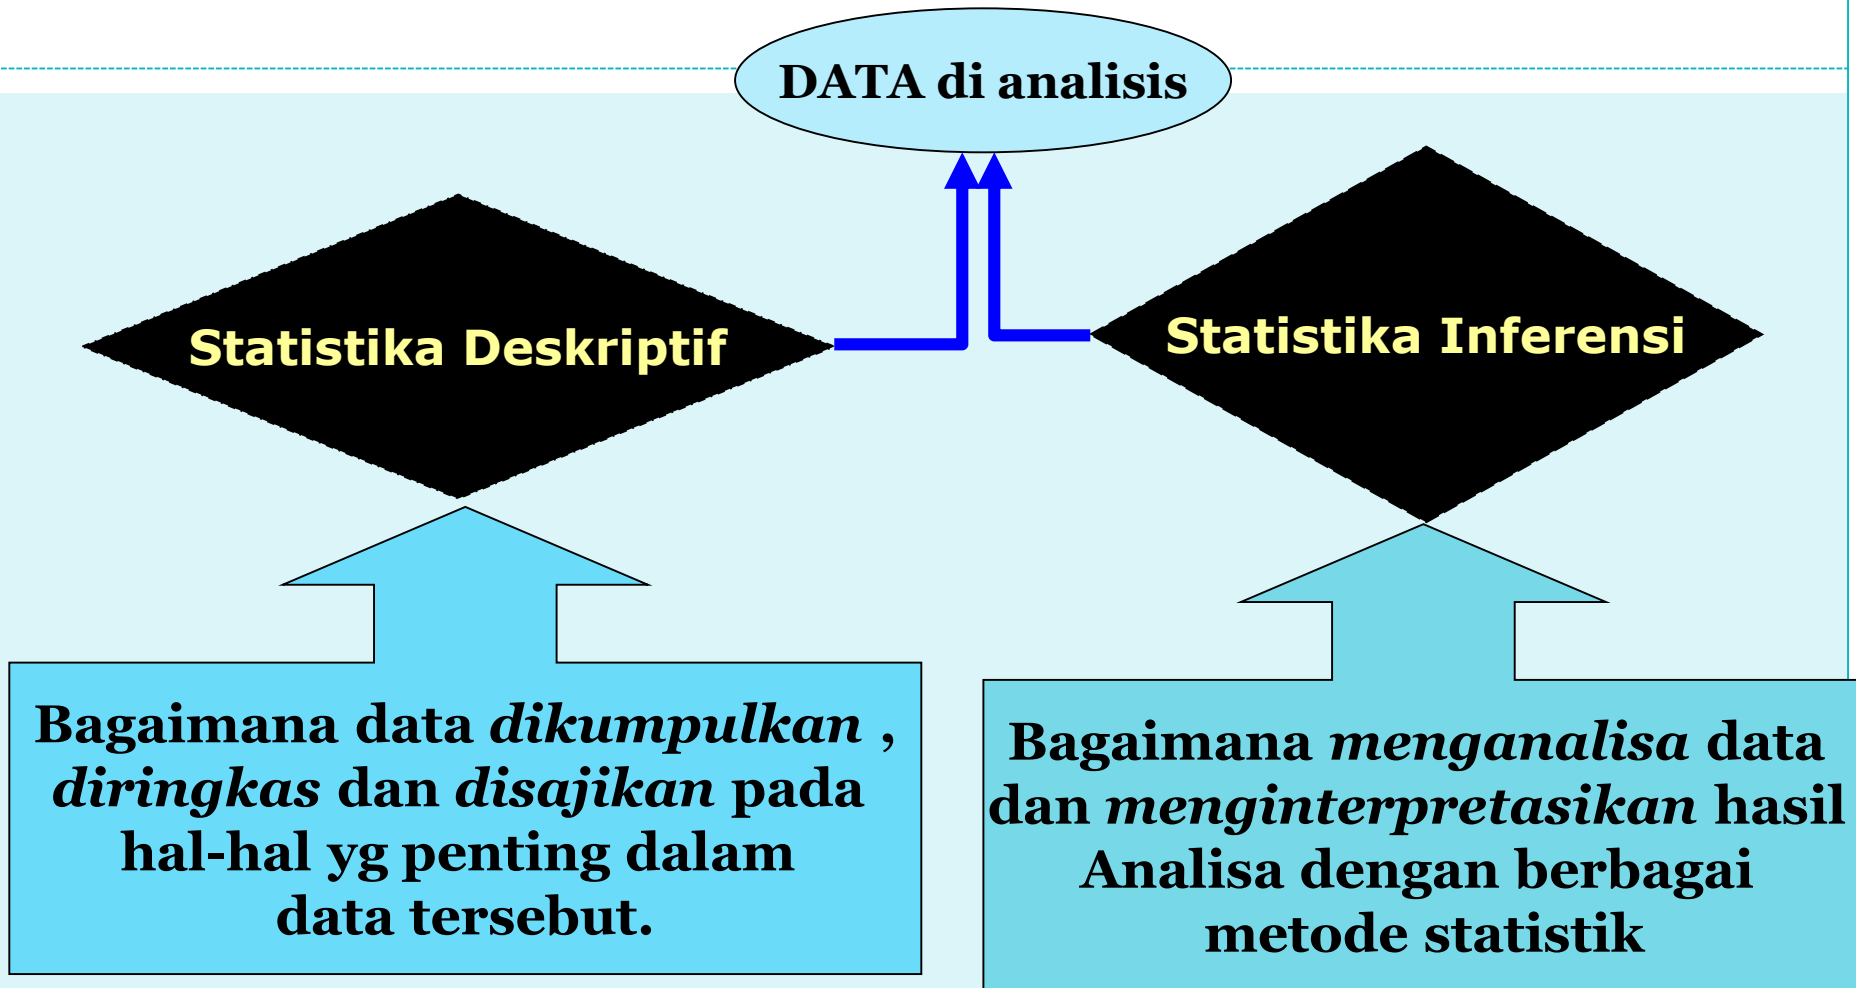 DATA di analisis
Statistika Deskriptif
Statistika Inferensi
Bagaimana data dikumpulkan ,
diringkas dan disajikan pada
hal-hal yg penting dalam
data tersebut.
Bagaimana menganalisa data
dan menginterpretasikan hasil
Analisa dengan berbagai
metode statistik